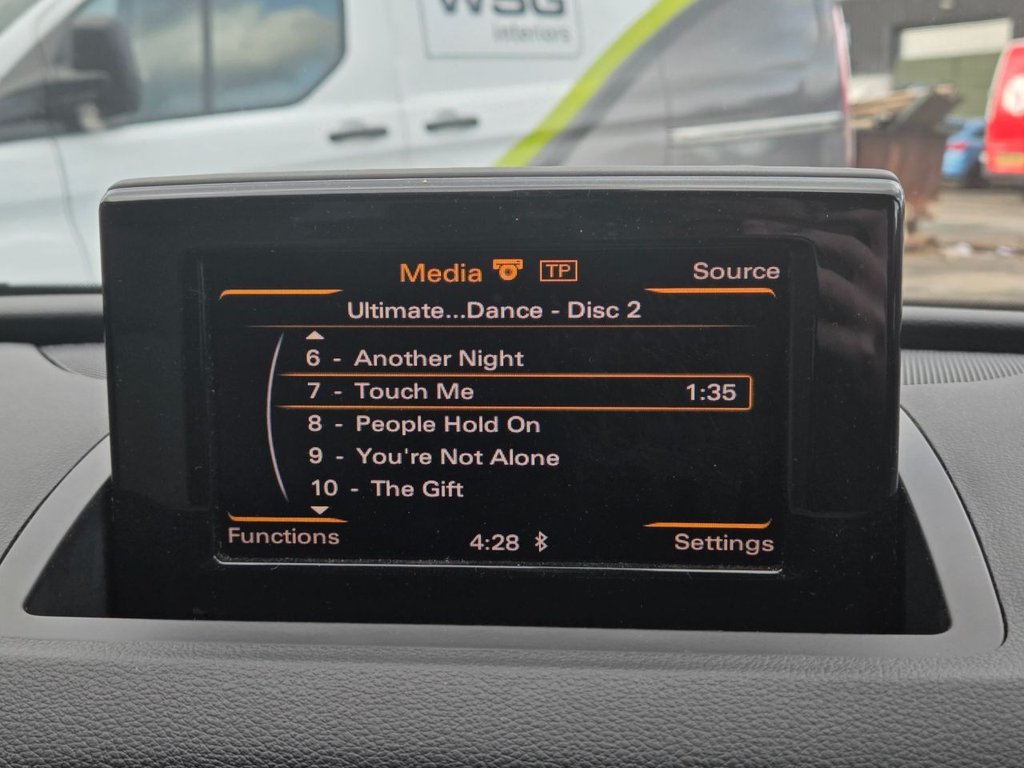 WSG
interiors
Media TP Source
Ultimate...Dance - Disc 2
6 - Another Night
7 - Touch Me 1:35
8 - People Hold On
9 - You're Not Alone
10 - The Gift
Functions 4:28 Settings